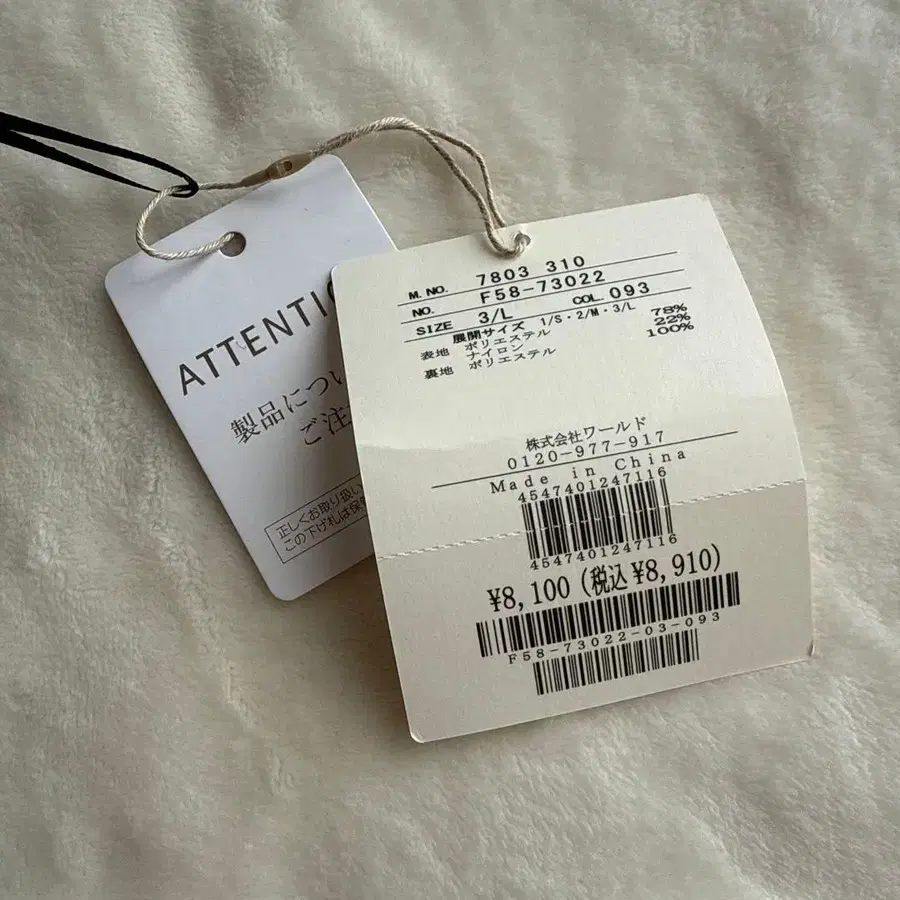 ATTENTI
製品につい
ご注
正しくお取り扱い
この下げ札は保
M. NO. 7803 310
NO. F58-73022
SIZE 3/L COL. 093
展開サイズ 1/S・2/M・3/L
表地 ポリエステル 78%
ナイロン 22%
裏地 ポリエステル 100%
株式会社ワールド
0120-977-917
Made in China
4547401247116
4547401247116
¥8,100 (税込¥8,910)
F58-73022-03-093